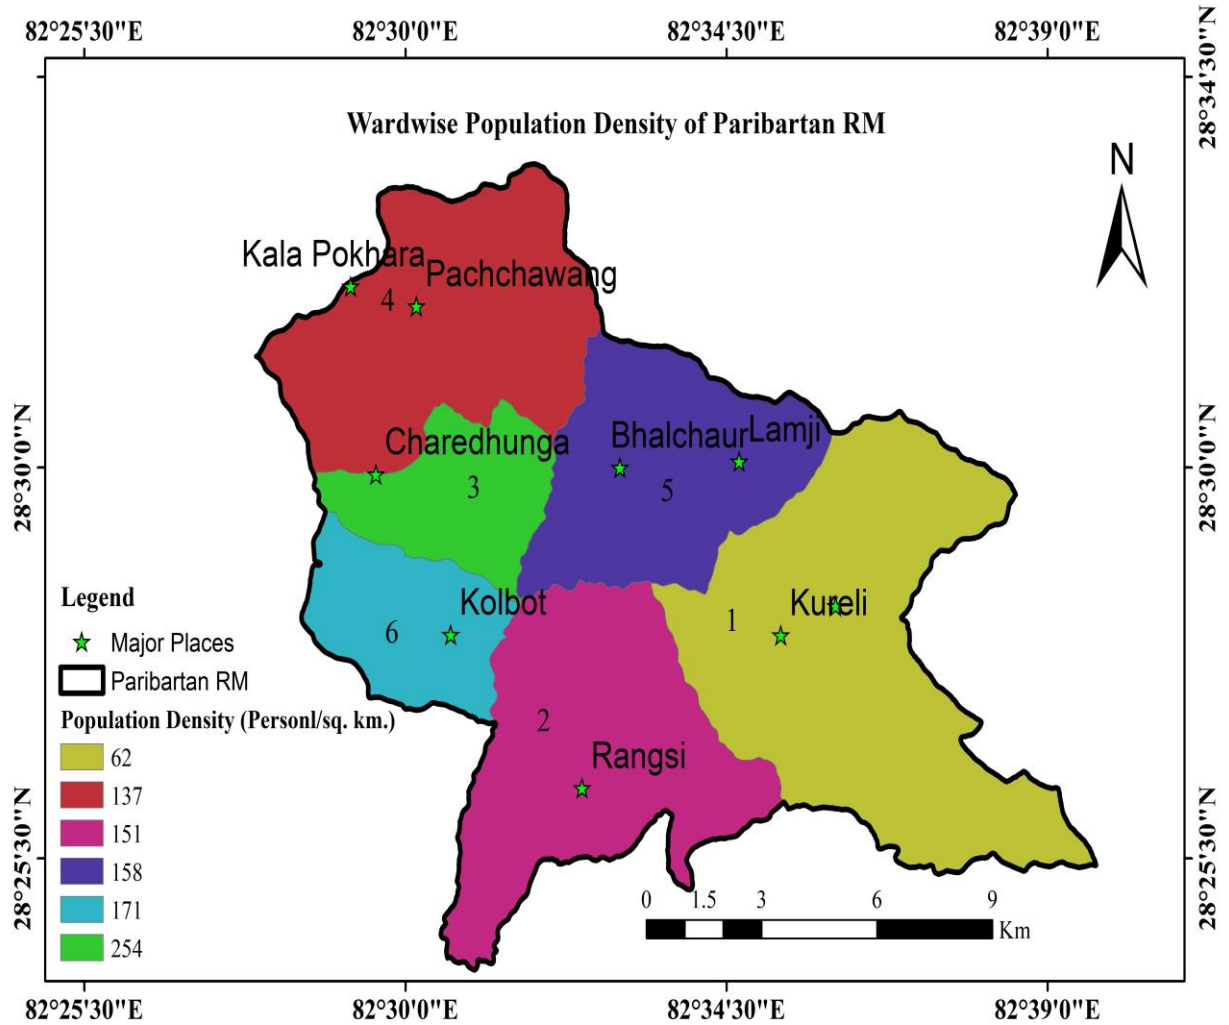 82°25'30"E 82°30'0"E 82°34'30"E 82°39'0"E
28°34'30"N
Wardwise Population Density of Paribartan RM
N
Kala Pokhara
Pachchawang
4
28°30'0"N
28°30'0"N
Charedhunga
Bhalchaur
Lamji
3
5
Kolbot
Kureli
6
1
2
Rangsi
Legend
Major Places
Paribartan RM
Population Density (Personl/sq. km.)
62
137
151
158
171
254
28°25'30"N
28°25'30"N
0 1.5 3 6 9
Km
82°25'30"E 82°30'0"E 82°34'30"E 82°39'0"E